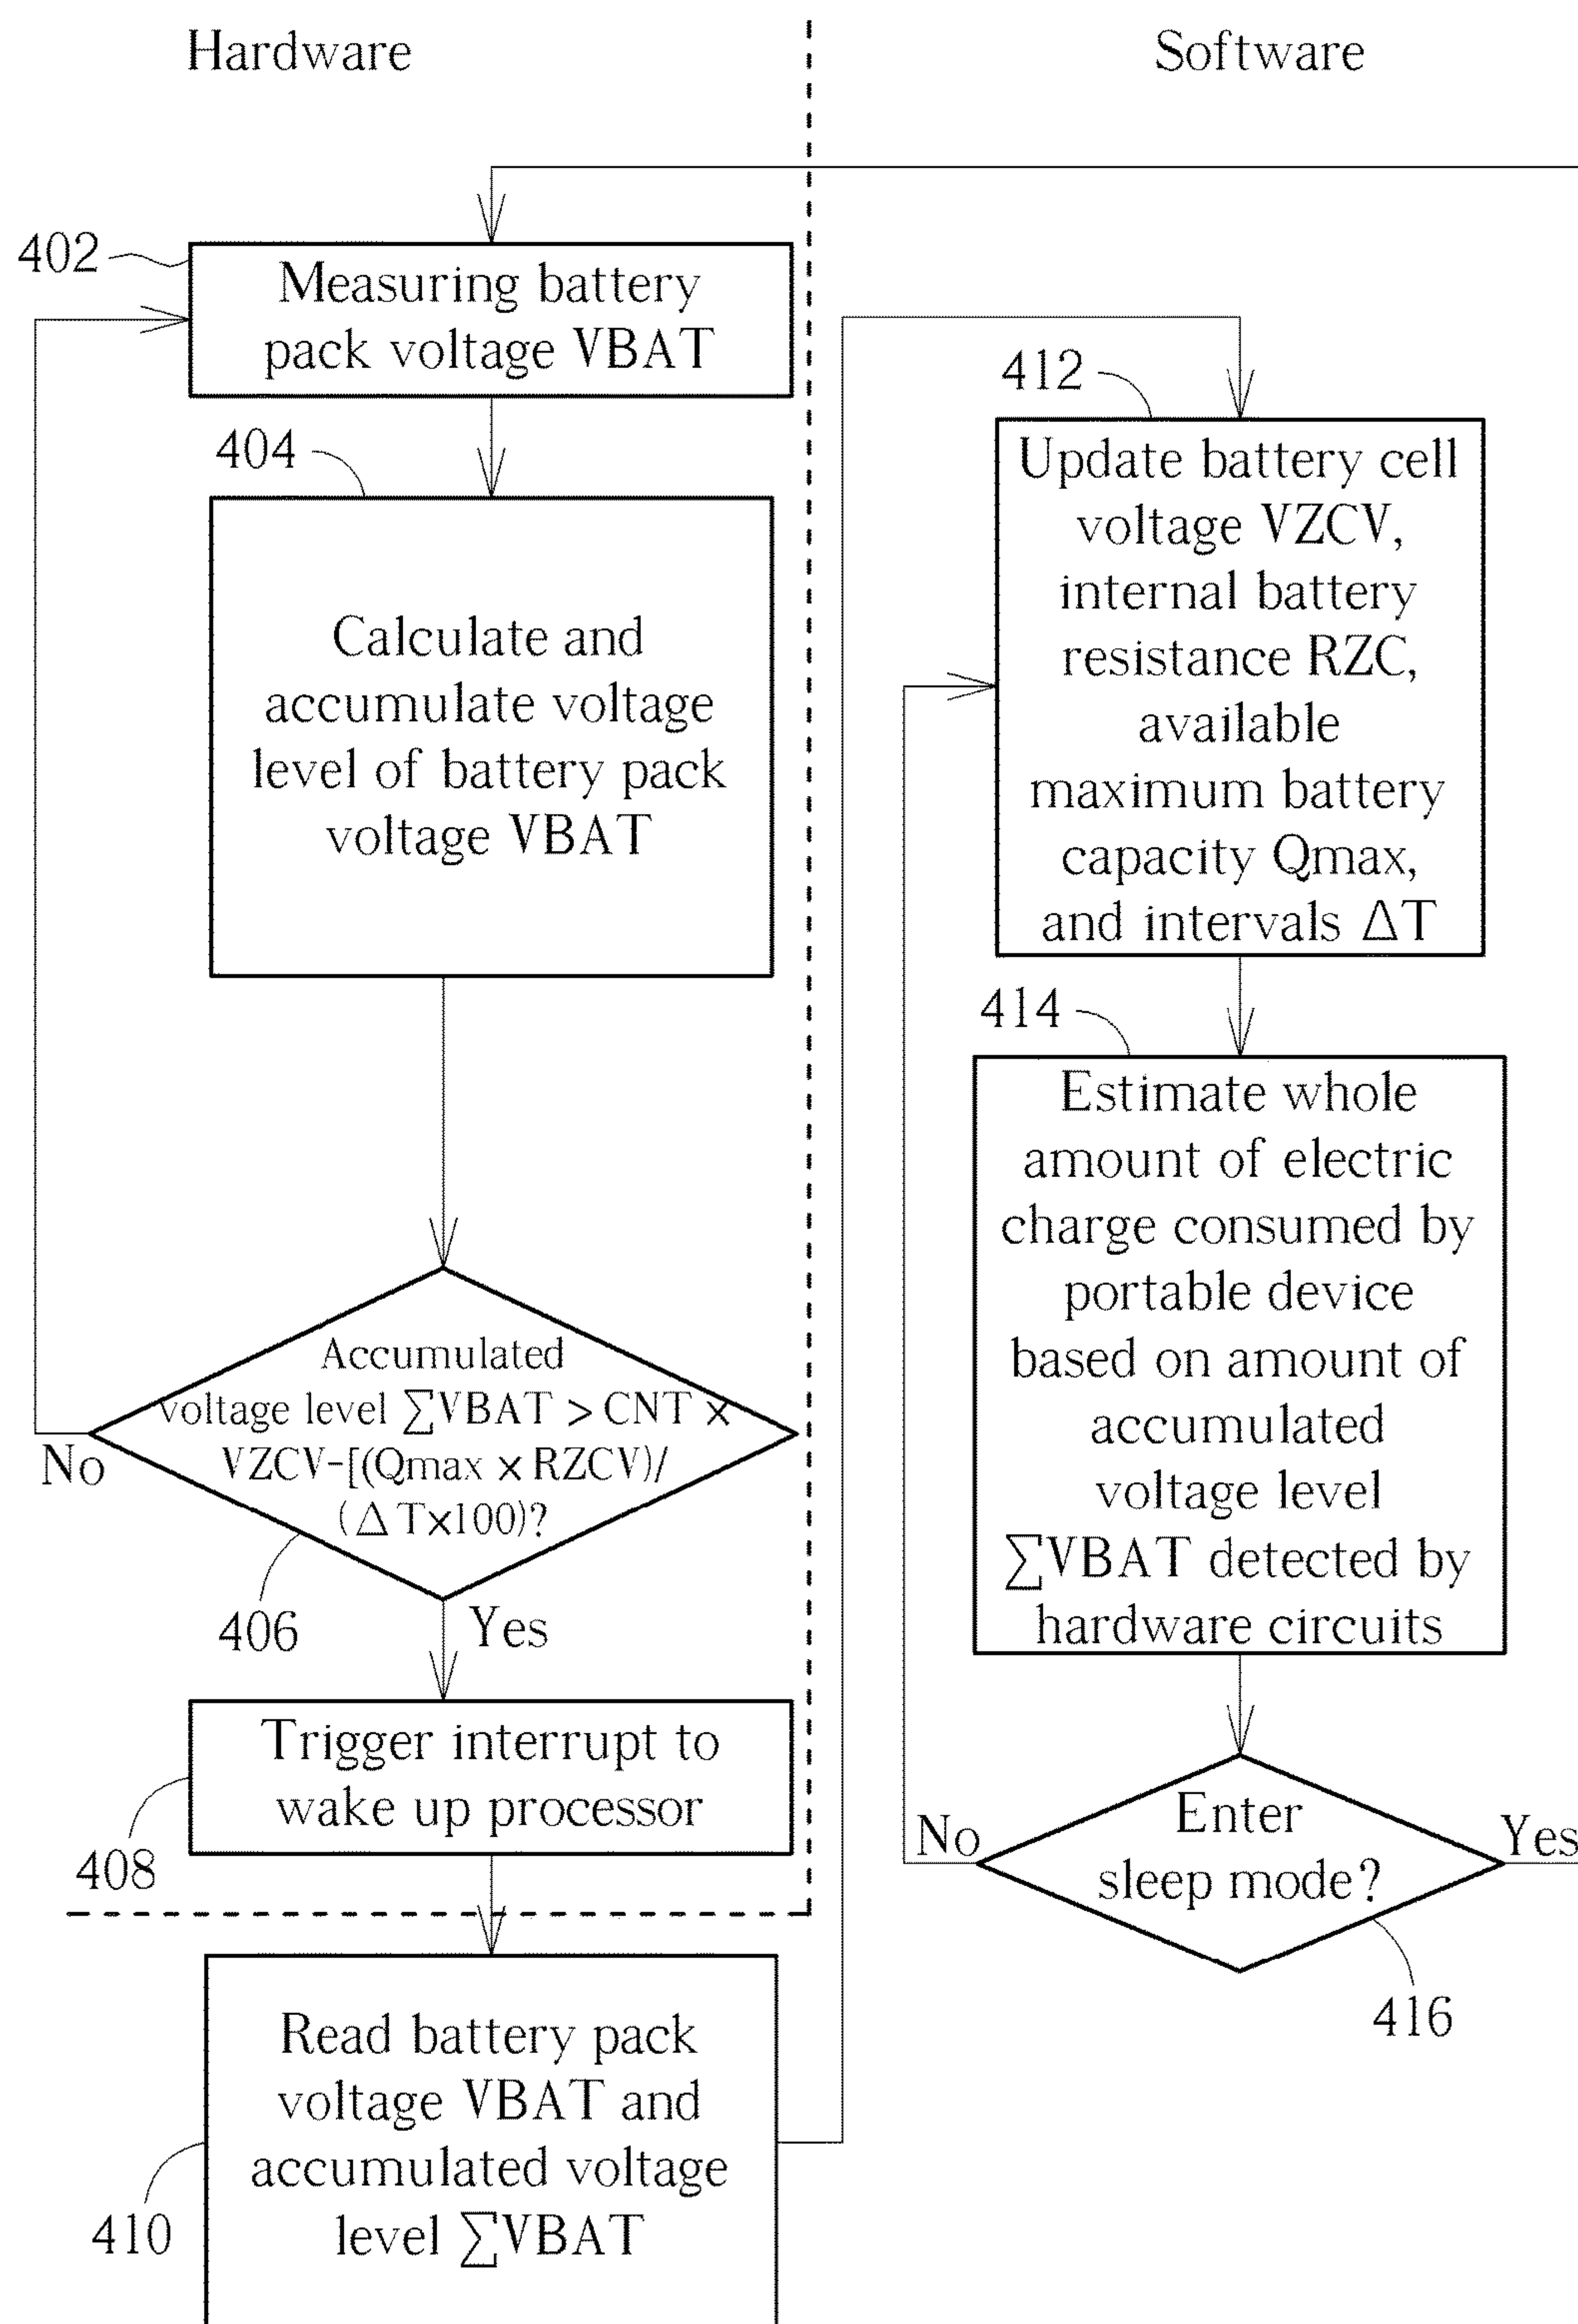 Hardware
Software
402
Measuring battery
pack voltage VBAT
404
Calculate and
accumulate voltage
level of battery pack
voltage VBAT
Accumulated
voltage level ∑VBAT > CNT ×
VZCV-[(Qmax × RZCV)/
(ΔT×100)?
No
406
Yes
Trigger interrupt to
wake up processor
408
Read battery pack
voltage VBAT and
accumulated voltage
level ∑VBAT
410
412
Update battery cell
voltage VZCV,
internal battery
resistance RZC,
available
maximum battery
capacity Qmax,
and intervals ΔT
414
Estimate whole
amount of electric
charge consumed by
portable device
based on amount of
accumulated
voltage level
∑VBAT detected by
hardware circuits
No
Enter
sleep mode?
Yes
416